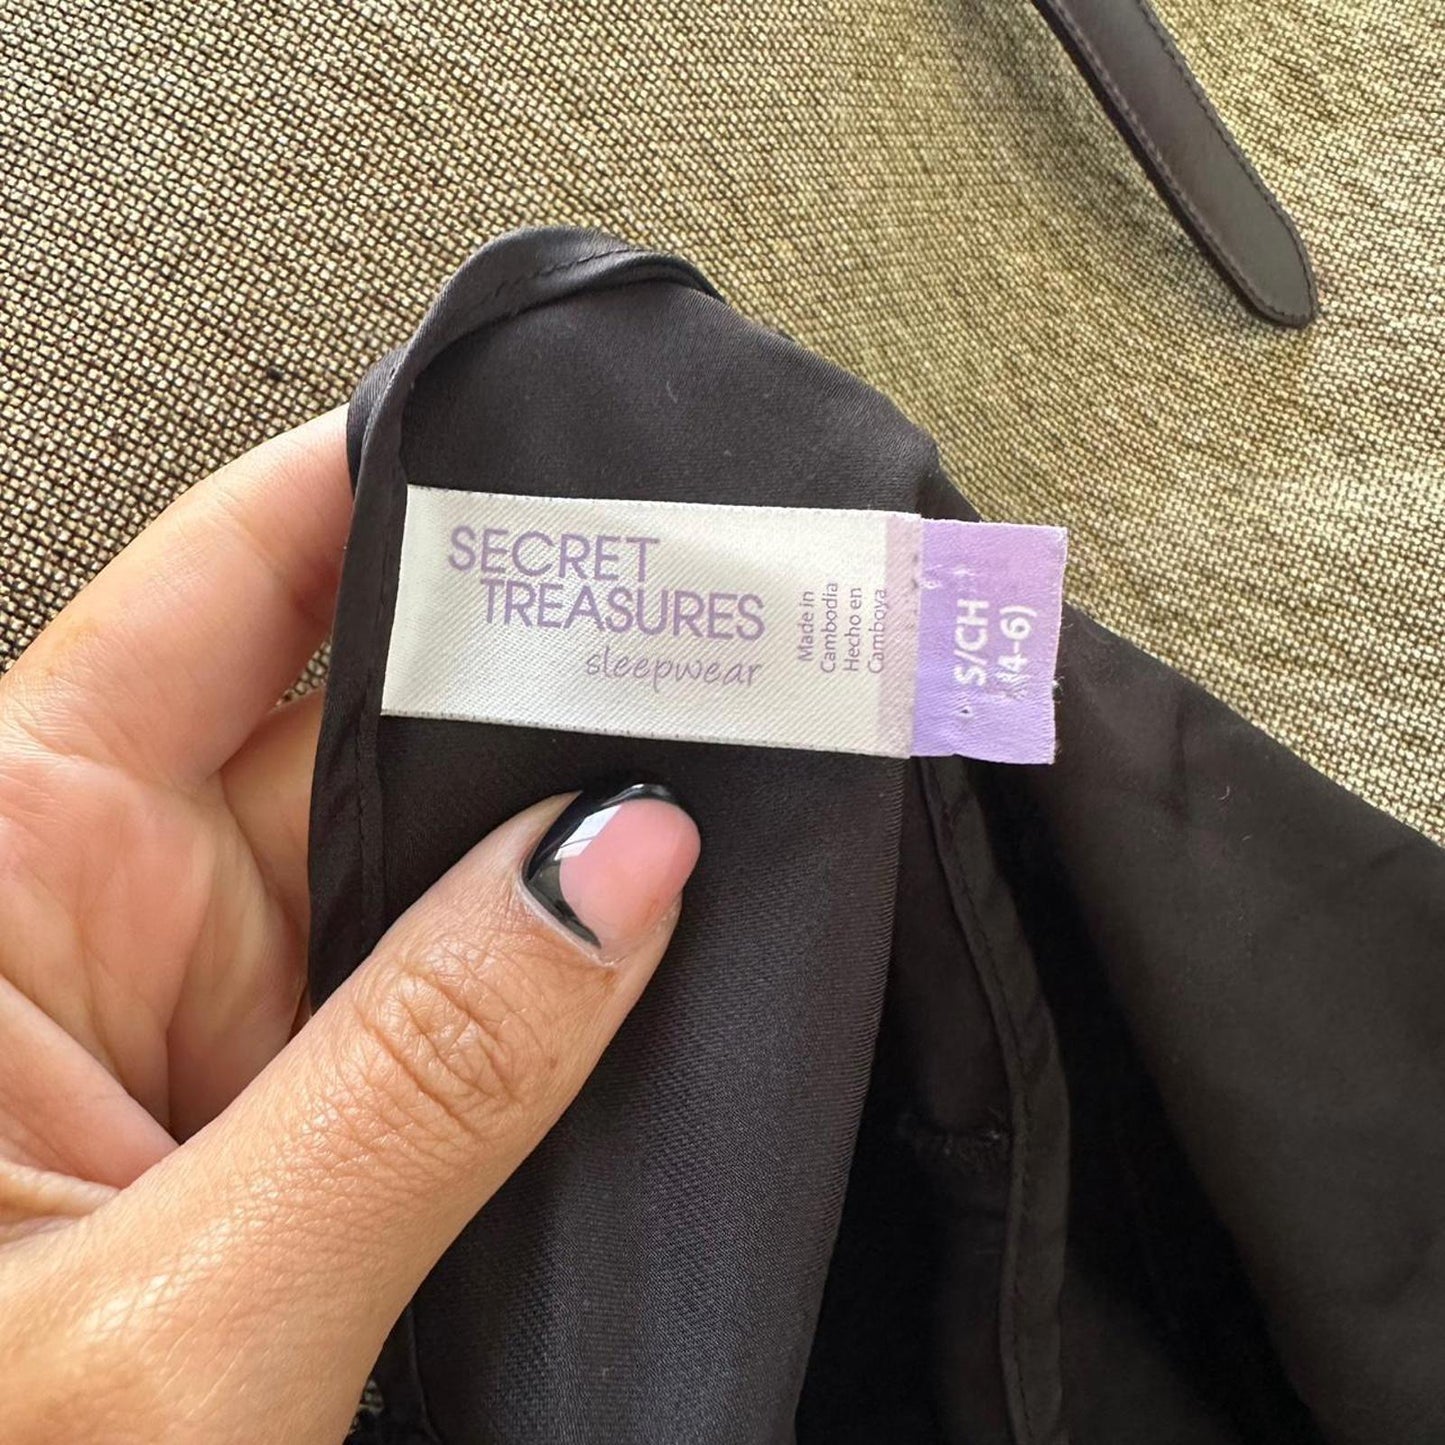 SECRET
TREASURES
sleepwear
Made in
Cambodia
Hecho en
Camboya
S/CH
(4-6)